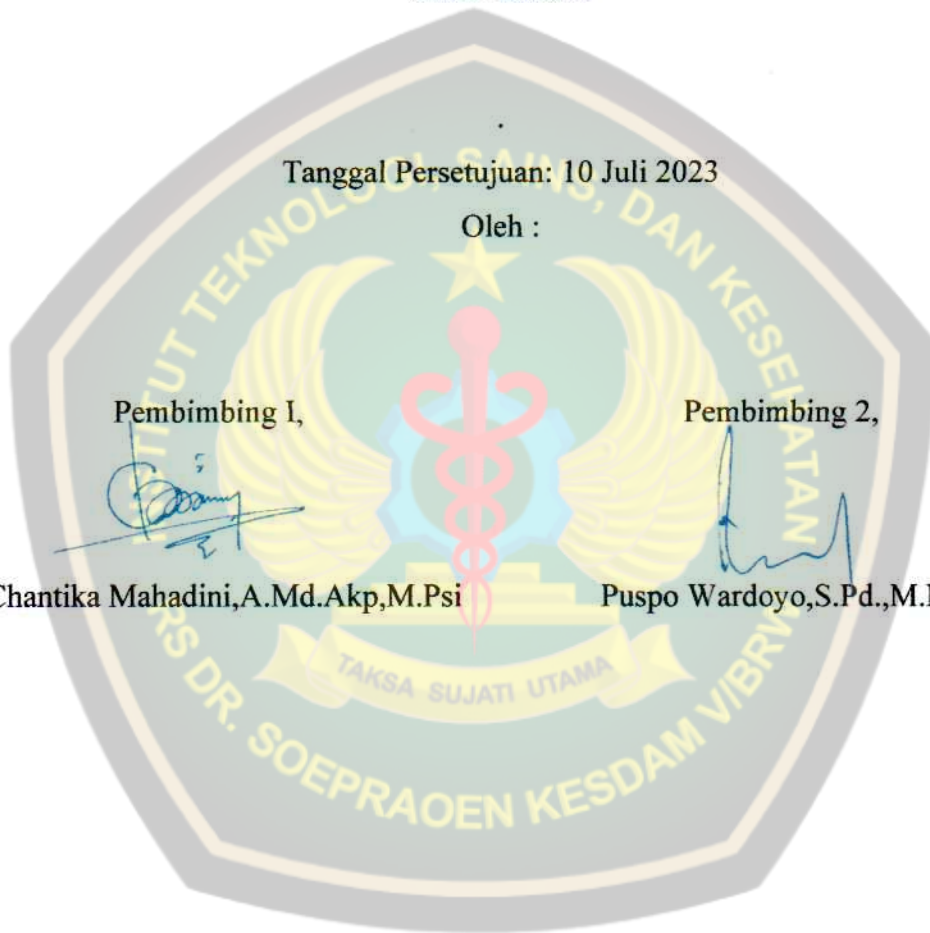 Tanggal Persetujuan: 10 Juli 2023
Oleh :
Pembimbing I,
Pembimbing 2,
Chantika Mahadini,A.Md.Akp,M.Psi
Puspo Wardoyo,S.Pd.,M.
INSTITUT TEKNOLOGI, SAINS, DAN KESEHATAN
RS DR. SOEPRAOEN KESDAM V/BRW
TAKSA SUJATI UTAMA